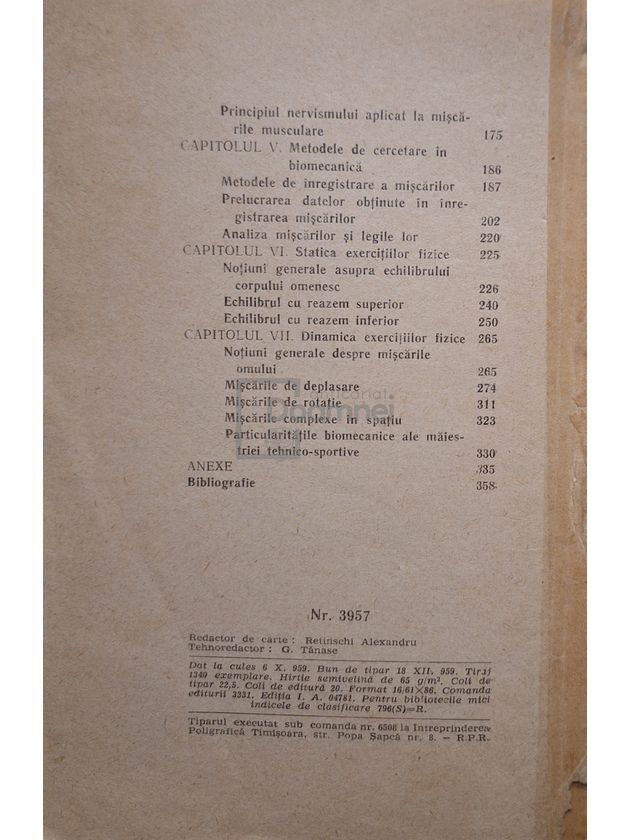 Principiul nervismului aplicat la mișcă-
rile musculare 175
CAPITOLUL V. Metodele de cercetare în
biomecanică 186
Metodele de înregistrare a mișcărilor 187
Prelucrarea datelor obținute în înre-
gistrarea mișcărilor 202
Analiza mișcărilor și legile lor 220
CAPITOLUL VI. Statica exercițiilor fizice 225
Noțiuni generale asupra echilibrului
corpului omenesc 226
Echilibrul cu reazem superior 240
Echilibrul cu reazem inferior 250
CAPITOLUL VII. Dinamica exercițiilor fizice 265
Noțiuni generale despre mișcările
omului 265
Mișcările de deplasare 274
Mișcările de rotație 311
Mișcările complexe în spațiu 323
Particularitățile biomecanice ale măies-
triei tehnico-sportive 330
ANEXE 335
Bibliografie 358
Nr. 3957
Redactor de carte : Retinschi Alexandru
Tehnoredactor : G. Tănase
Dat la cules 6 X. 959. Bun de tipar 18 XII. 959. Tiraj
1340 exemplare. Hîrtie semivelină de 65 g/m². Coli de
tipar 22,5. Coli de editură 20. Format 16/61×86. Comanda
editurii 3331. Ediția I. A. 04781. Pentru bibliotecile mici
indicele de clasificare 796(S)=R.
Tiparul executat sub comanda nr. 6508 la Întreprinderea
Poligrafică Timișoara, str. Popa Șapcă nr. 8. — R.P.R.